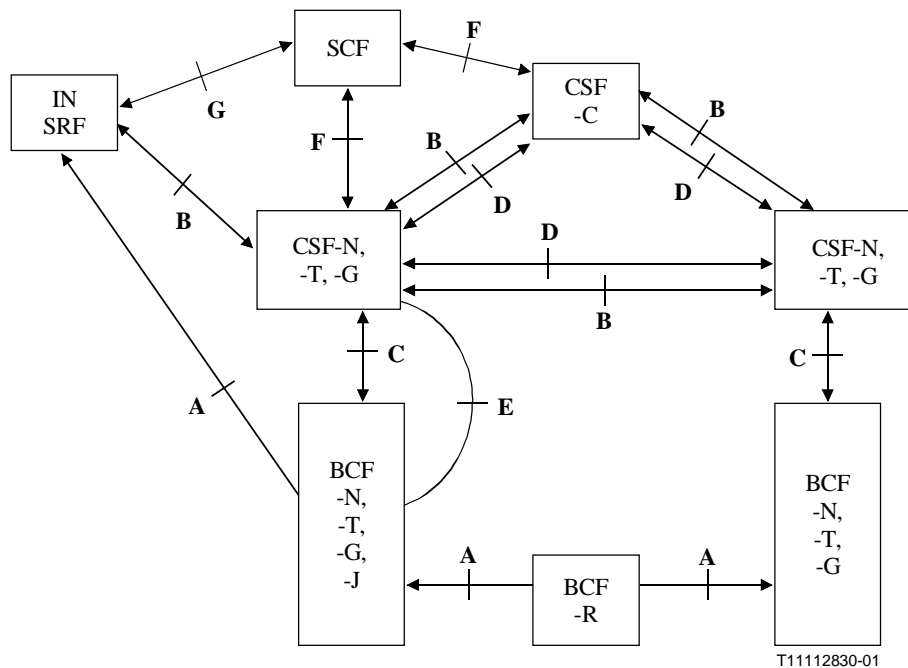 SCF
F
G
IN
SRF
CSF
-C
B
F
B
D
D
B
CSF-N,
-T, -G
D
CSF-N,
-T, -G
B
C
C
A
E
BCF
-N,
-T,
-G,
-J
BCF
-N,
-T,
-G
A
A
BCF
-R
T11112830-01